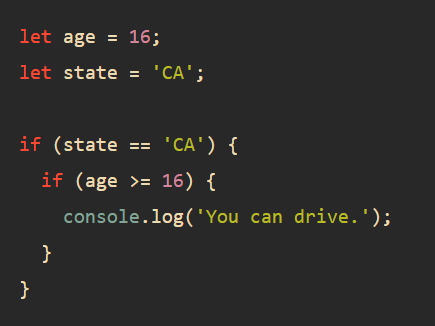 let age = 16;
let state = 'CA';

if (state == 'CA') {
  if (age >= 16) {
    console.log('You can drive.');
  }
}